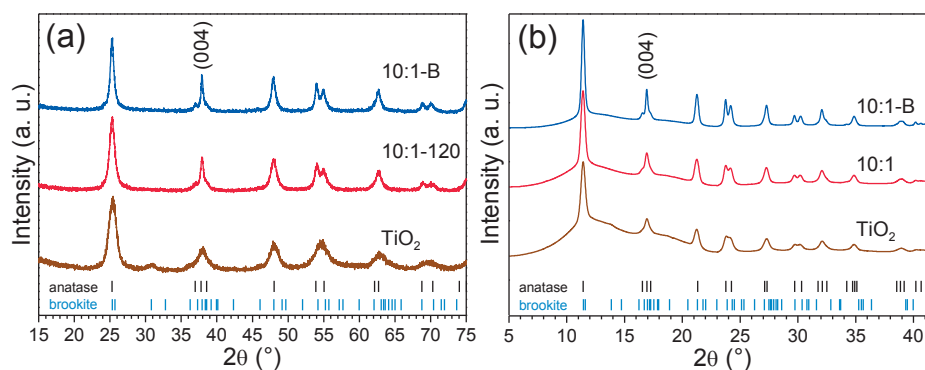 (a)
(004)
10:1-B
10:1-120
TiO2
anatase
brookite
15 20 25 30 35 40 45 50 55 60 65 70 75
2θ (°)
Intensity (a. u.)
(b)
(004)
10:1-B
10:1
TiO2
anatase
brookite
5 10 15 20 25 30 35 40
2θ (°)
Intensity (a. u.)